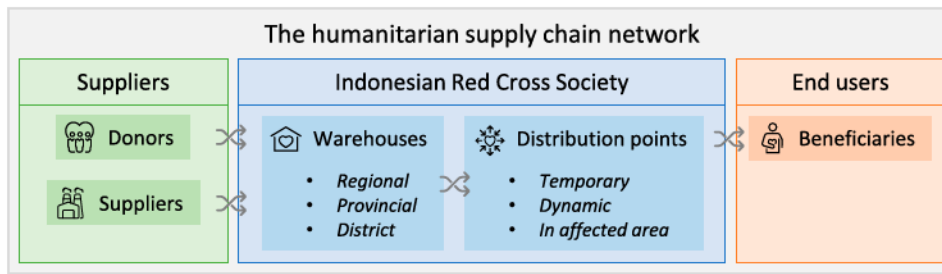 The humanitarian supply chain network
Suppliers
Donors
Suppliers
Indonesian Red Cross Society
Warehouses
• Regional
• Provincial
• District
Distribution points
• Temporary
• Dynamic
• In affected area
End users
Beneficiaries